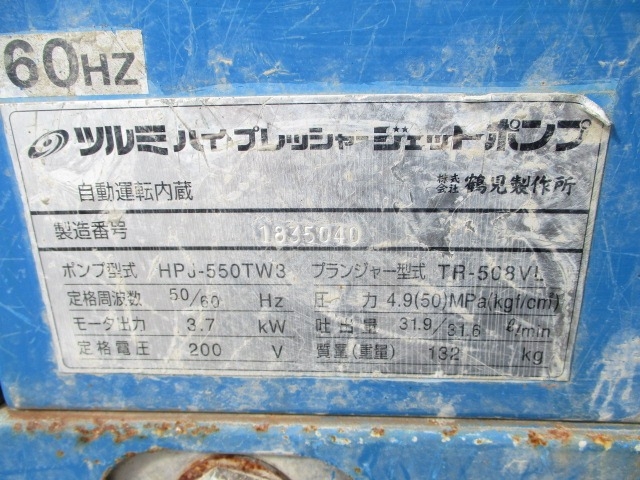 60HZ
ツルミハイ・プレッシャージェットポンプ
自動運転内蔵 株式会社 鶴見製作所
製造番号 1835040
ポンプ型式 HPJ-550TW3 プランジャー型式 TR-508VL
定格周波数 50/60 Hz 圧力 4.9(50)MPa(kgf/cm²)
モータ出力 3.7 kW 吐出量 31.9/31.6 ℓ/min
定格電圧 200 V 質量(重量) 132 kg